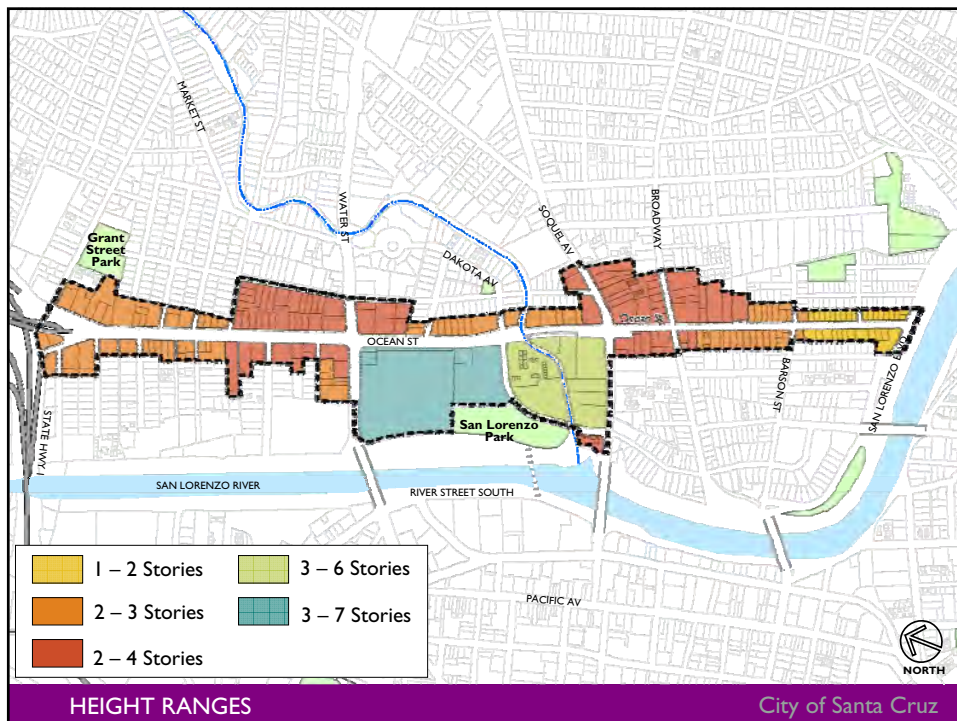 MARKET ST
WATER ST
SOQUEL AV
BROADWAY
Grant
Street
Park
DAKOTA AV
Ocean St
OCEAN ST
BARSON ST
SAN LORENZO BLVD
STATE HWY 1
San Lorenzo
Park
SAN LORENZO RIVER
RIVER STREET SOUTH
PACIFIC AV
1 – 2 Stories
3 – 6 Stories
2 – 3 Stories
3 – 7 Stories
2 – 4 Stories
NORTH
HEIGHT RANGES
City of Santa Cruz